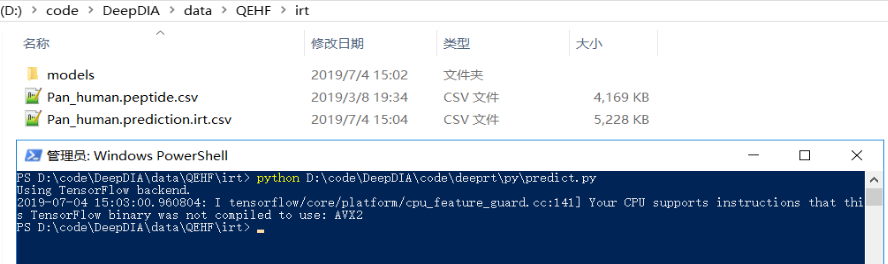 (D:) > code > DeepDIA > data > QEHF > irt
名称 修改日期 类型 大小
models 2019/7/4 15:02 文件夹
Pan_human.peptide.csv 2019/3/8 19:34 CSV 文件 4,169 KB
Pan_human.prediction.irt.csv 2019/7/4 15:04 CSV 文件 5,228 KB
管理员: Windows PowerShell
PS D:\code\DeepDIA\data\QEHF\irt> python D:\code\DeepDIA\code\deeprt\py\predict.py
Using TensorFlow backend.
2019-07-04 15:03:00.960804: I tensorflow/core/platform/cpu_feature_guard.cc:141] Your CPU supports instructions that thi
s TensorFlow binary was not compiled to use: AVX2
PS D:\code\DeepDIA\data\QEHF\irt>